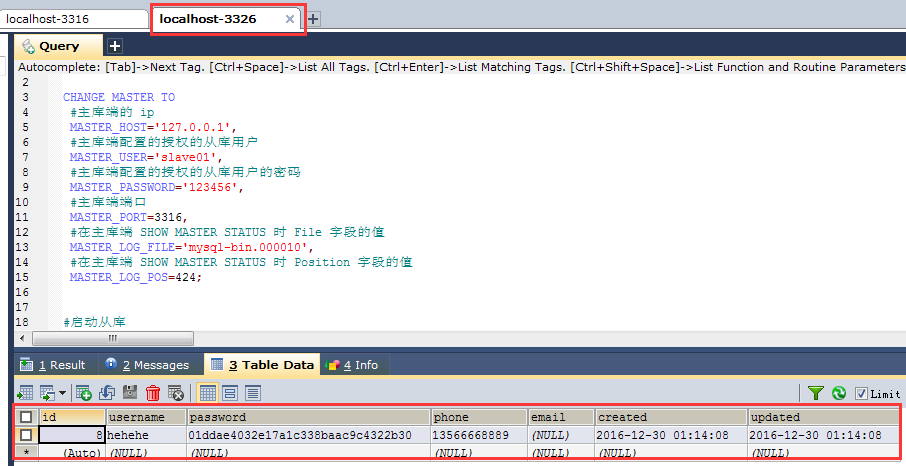 localhost-3316 localhost-3326
Query
Autocomplete: [Tab]->Next Tag. [Ctrl+Space]->List All Tags. [Ctrl+Enter]->List Matching Tags. [Ctrl+Shift+Space]->List Function and Routine Parameters
2
3 CHANGE MASTER TO
4 #主库端的 ip
5 MASTER_HOST='127.0.0.1',
6 #主库端配置的授权的从库用户
7 MASTER_USER='slave01',
8 #主库端配置的授权的从库用户的密码
9 MASTER_PASSWORD='123456',
10 #主库端端口
11 MASTER_PORT=3316,
12 #在主库端 SHOW MASTER STATUS 时 File 字段的值
13 MASTER_LOG_FILE='mysql-bin.000010',
14 #在主库端 SHOW MASTER STATUS 时 Position 字段的值
15 MASTER_LOG_POS=424;
16
17
18 #启动从库
1 Result 2 Messages 3 Table Data 4 Info
Limit
id username password phone email created updated
8 hehehe 01ddae4032e17a1c338baac9c4322b30 13566668889 (NULL) 2016-12-30 01:14:08 2016-12-30 01:14:08
* (Auto) (NULL) (NULL) (NULL) (NULL) (NULL) (NULL)